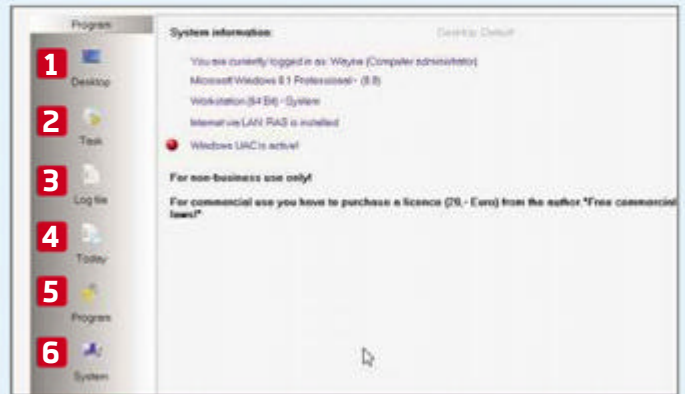 Program
System information:
Desktop: Default
You are currently logged in as: Wayne (Computer administrator)
Microsoft Windows 8.1 Professional -
Workstation (64 Bit) - System
Internet via LAN: RAS is installed
Windows UAC is active!
For non-business use only!
For commercial use you have to purchase a licence (20,- Euro) from the author "Free commercial
laws!"
1
Desktop
2
Task
3
Log file
4
Today
5
Program
6
System